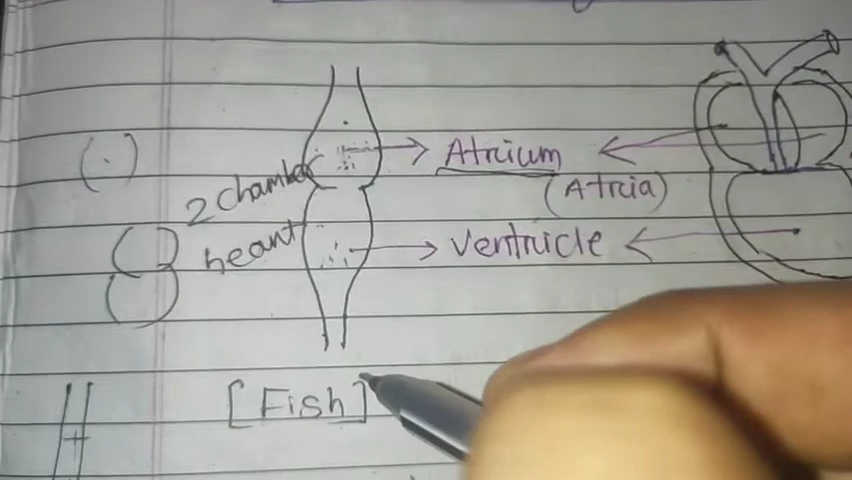 2 Chamber
heart
Atrium
(Atria)
Ventricle
[Fish]